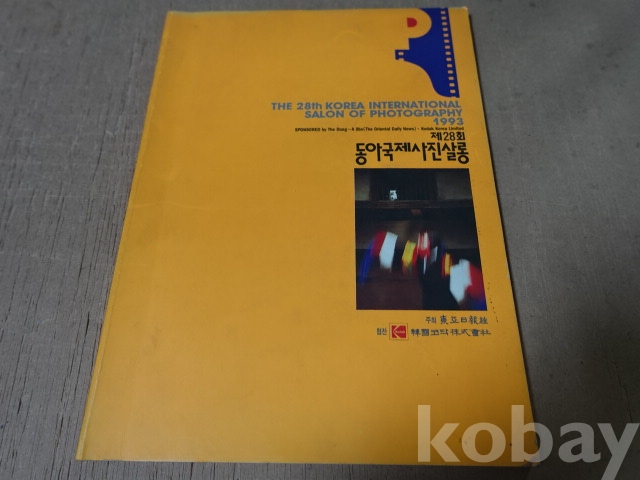 P
THE 28th KOREA INTERNATIONAL
SALON OF PHOTOGRAPHY
1993
SPONSORED by The Dong-A Ilbo(The Oriental Daily News)·Kodak Korea Limited
제28회
동아국제사진살롱
주최 東亞日報社
협찬 Kodak 韓國코닥株式會社
kobay